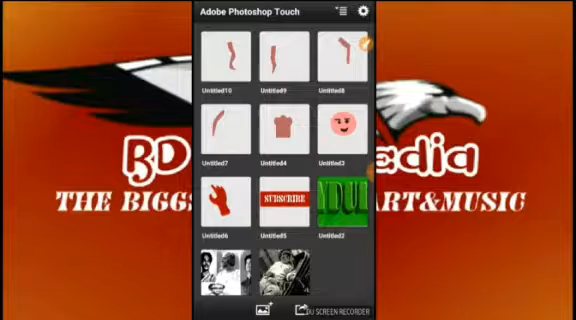 Adobe Photoshop Touch
Untitled10 Untitled9 Untitled8
Untitled7 Untitled4 Untitled3
BD edia
THE BIGGS ART&MUSIC
SUBSCRIBE
Untitled6 Untitled5 Untitled2
DU SCREEN RECORDER